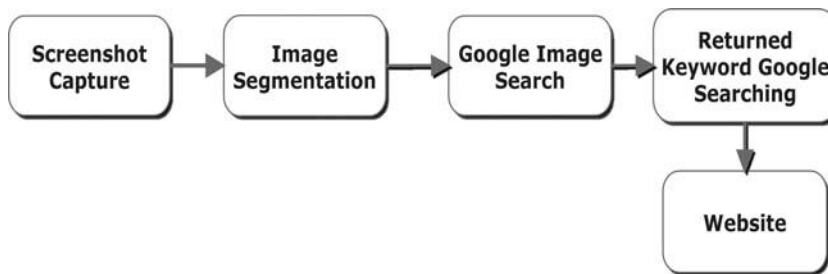 Screenshot
Capture
Image
Segmentation
Google Image
Search
Returned
Keyword Google
Searching
Website